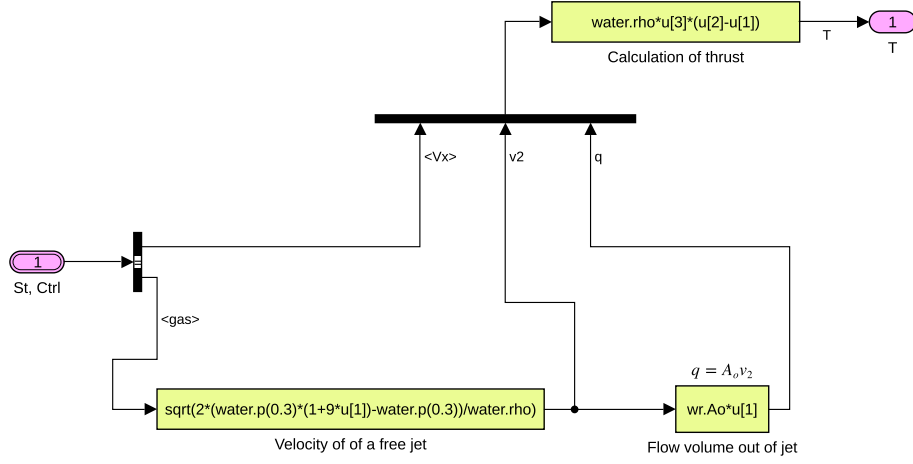 water.rho*u[3]*(u[2]-u[1])
Calculation of thrust
T
1
T
<Vx>
v2
q
1
St, Ctrl
<gas>
q = Aₒv₂
sqrt(2*(water.p(0.3)*(1+9*u[1])-water.p(0.3))/water.rho)
wr.Ao*u[1]
Velocity of of a free jet
Flow volume out of jet